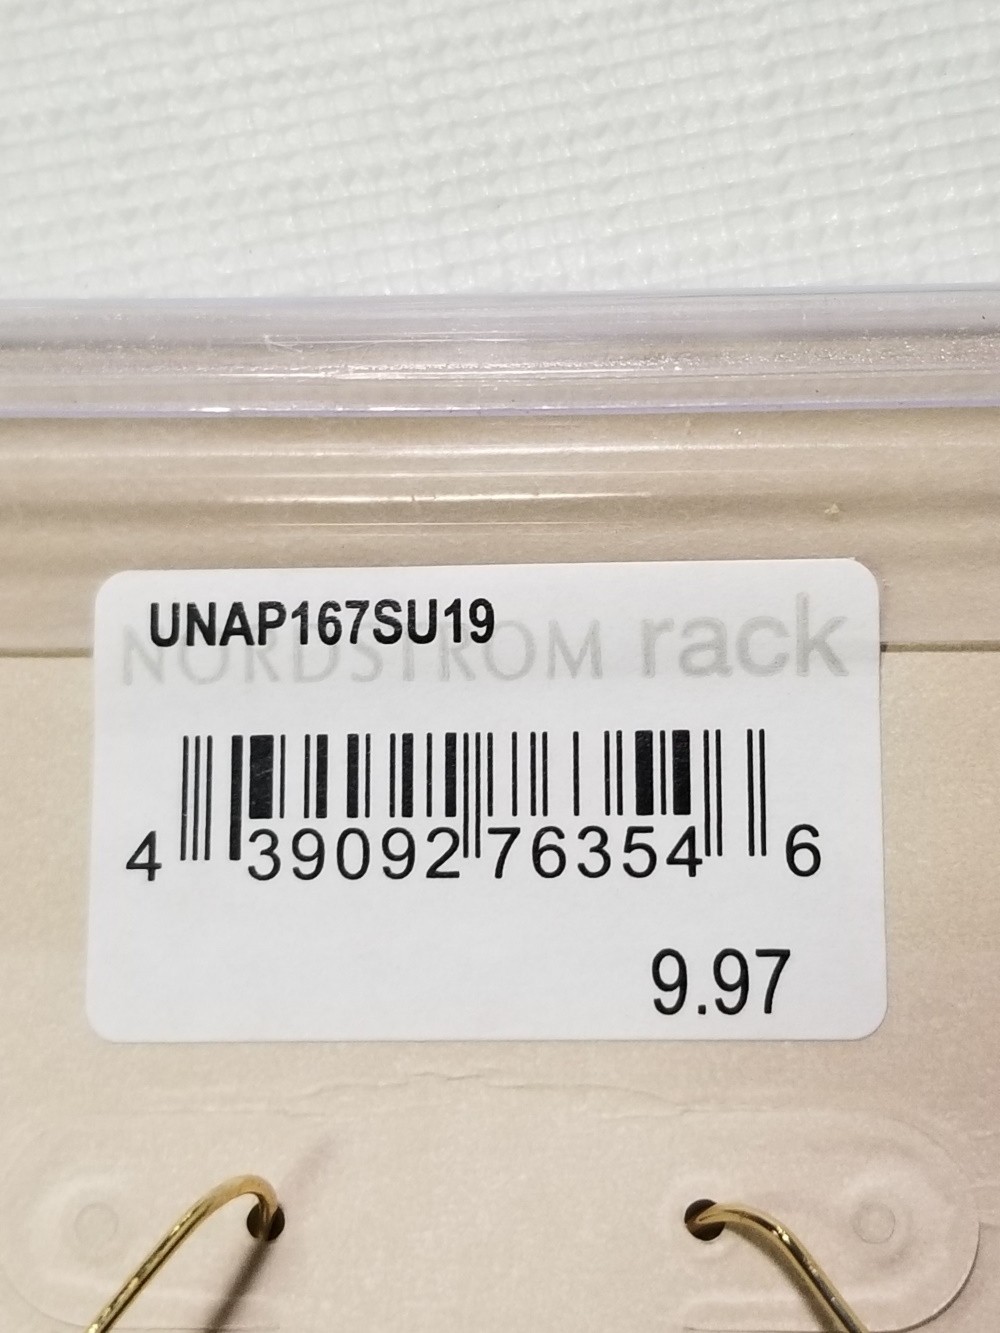 UNAP167SU19
NORDSTROM rack
4 39092 76354 6
9.97